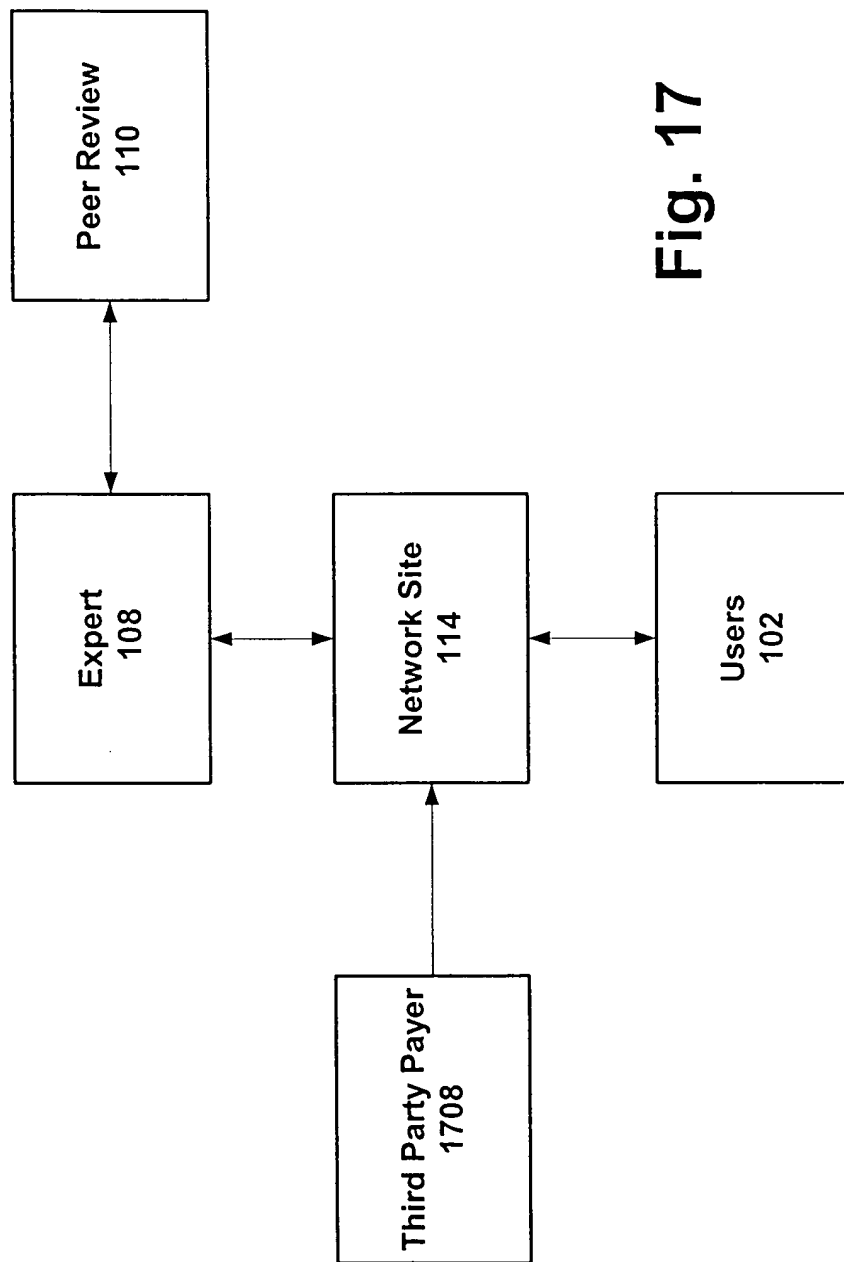 Peer Review
110
Expert
108
Network Site
114
Users
102
Third Party Payer
1708
Fig. 17